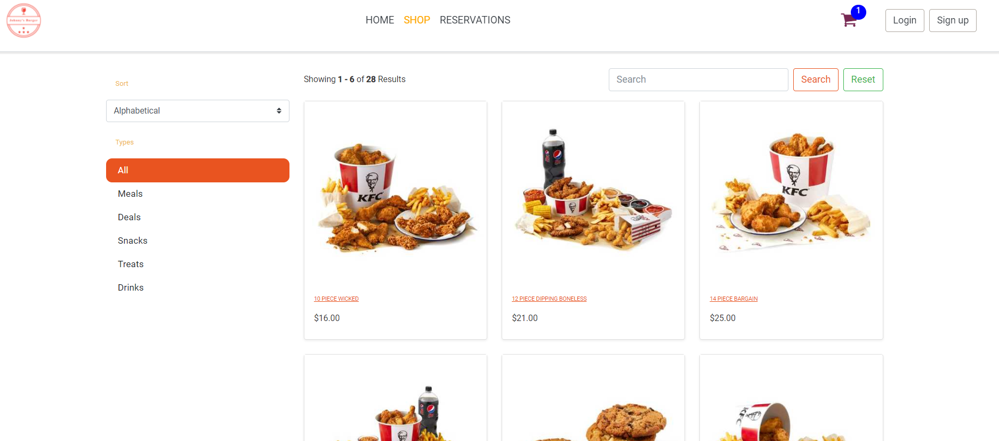 Johnny's Burger
HOME SHOP RESERVATIONS
1
Login
Sign up
Sort
Showing 1 - 6 of 28 Results
Search
Search
Reset
Alphabetical
Types
All
Meals
Deals
Snacks
Treats
Drinks
KFC
KFC
10 PIECE WICKED
12 PIECE DIPPING BONELESS
14 PIECE BARGAIN
$16.00
$21.00
$25.00
KFC